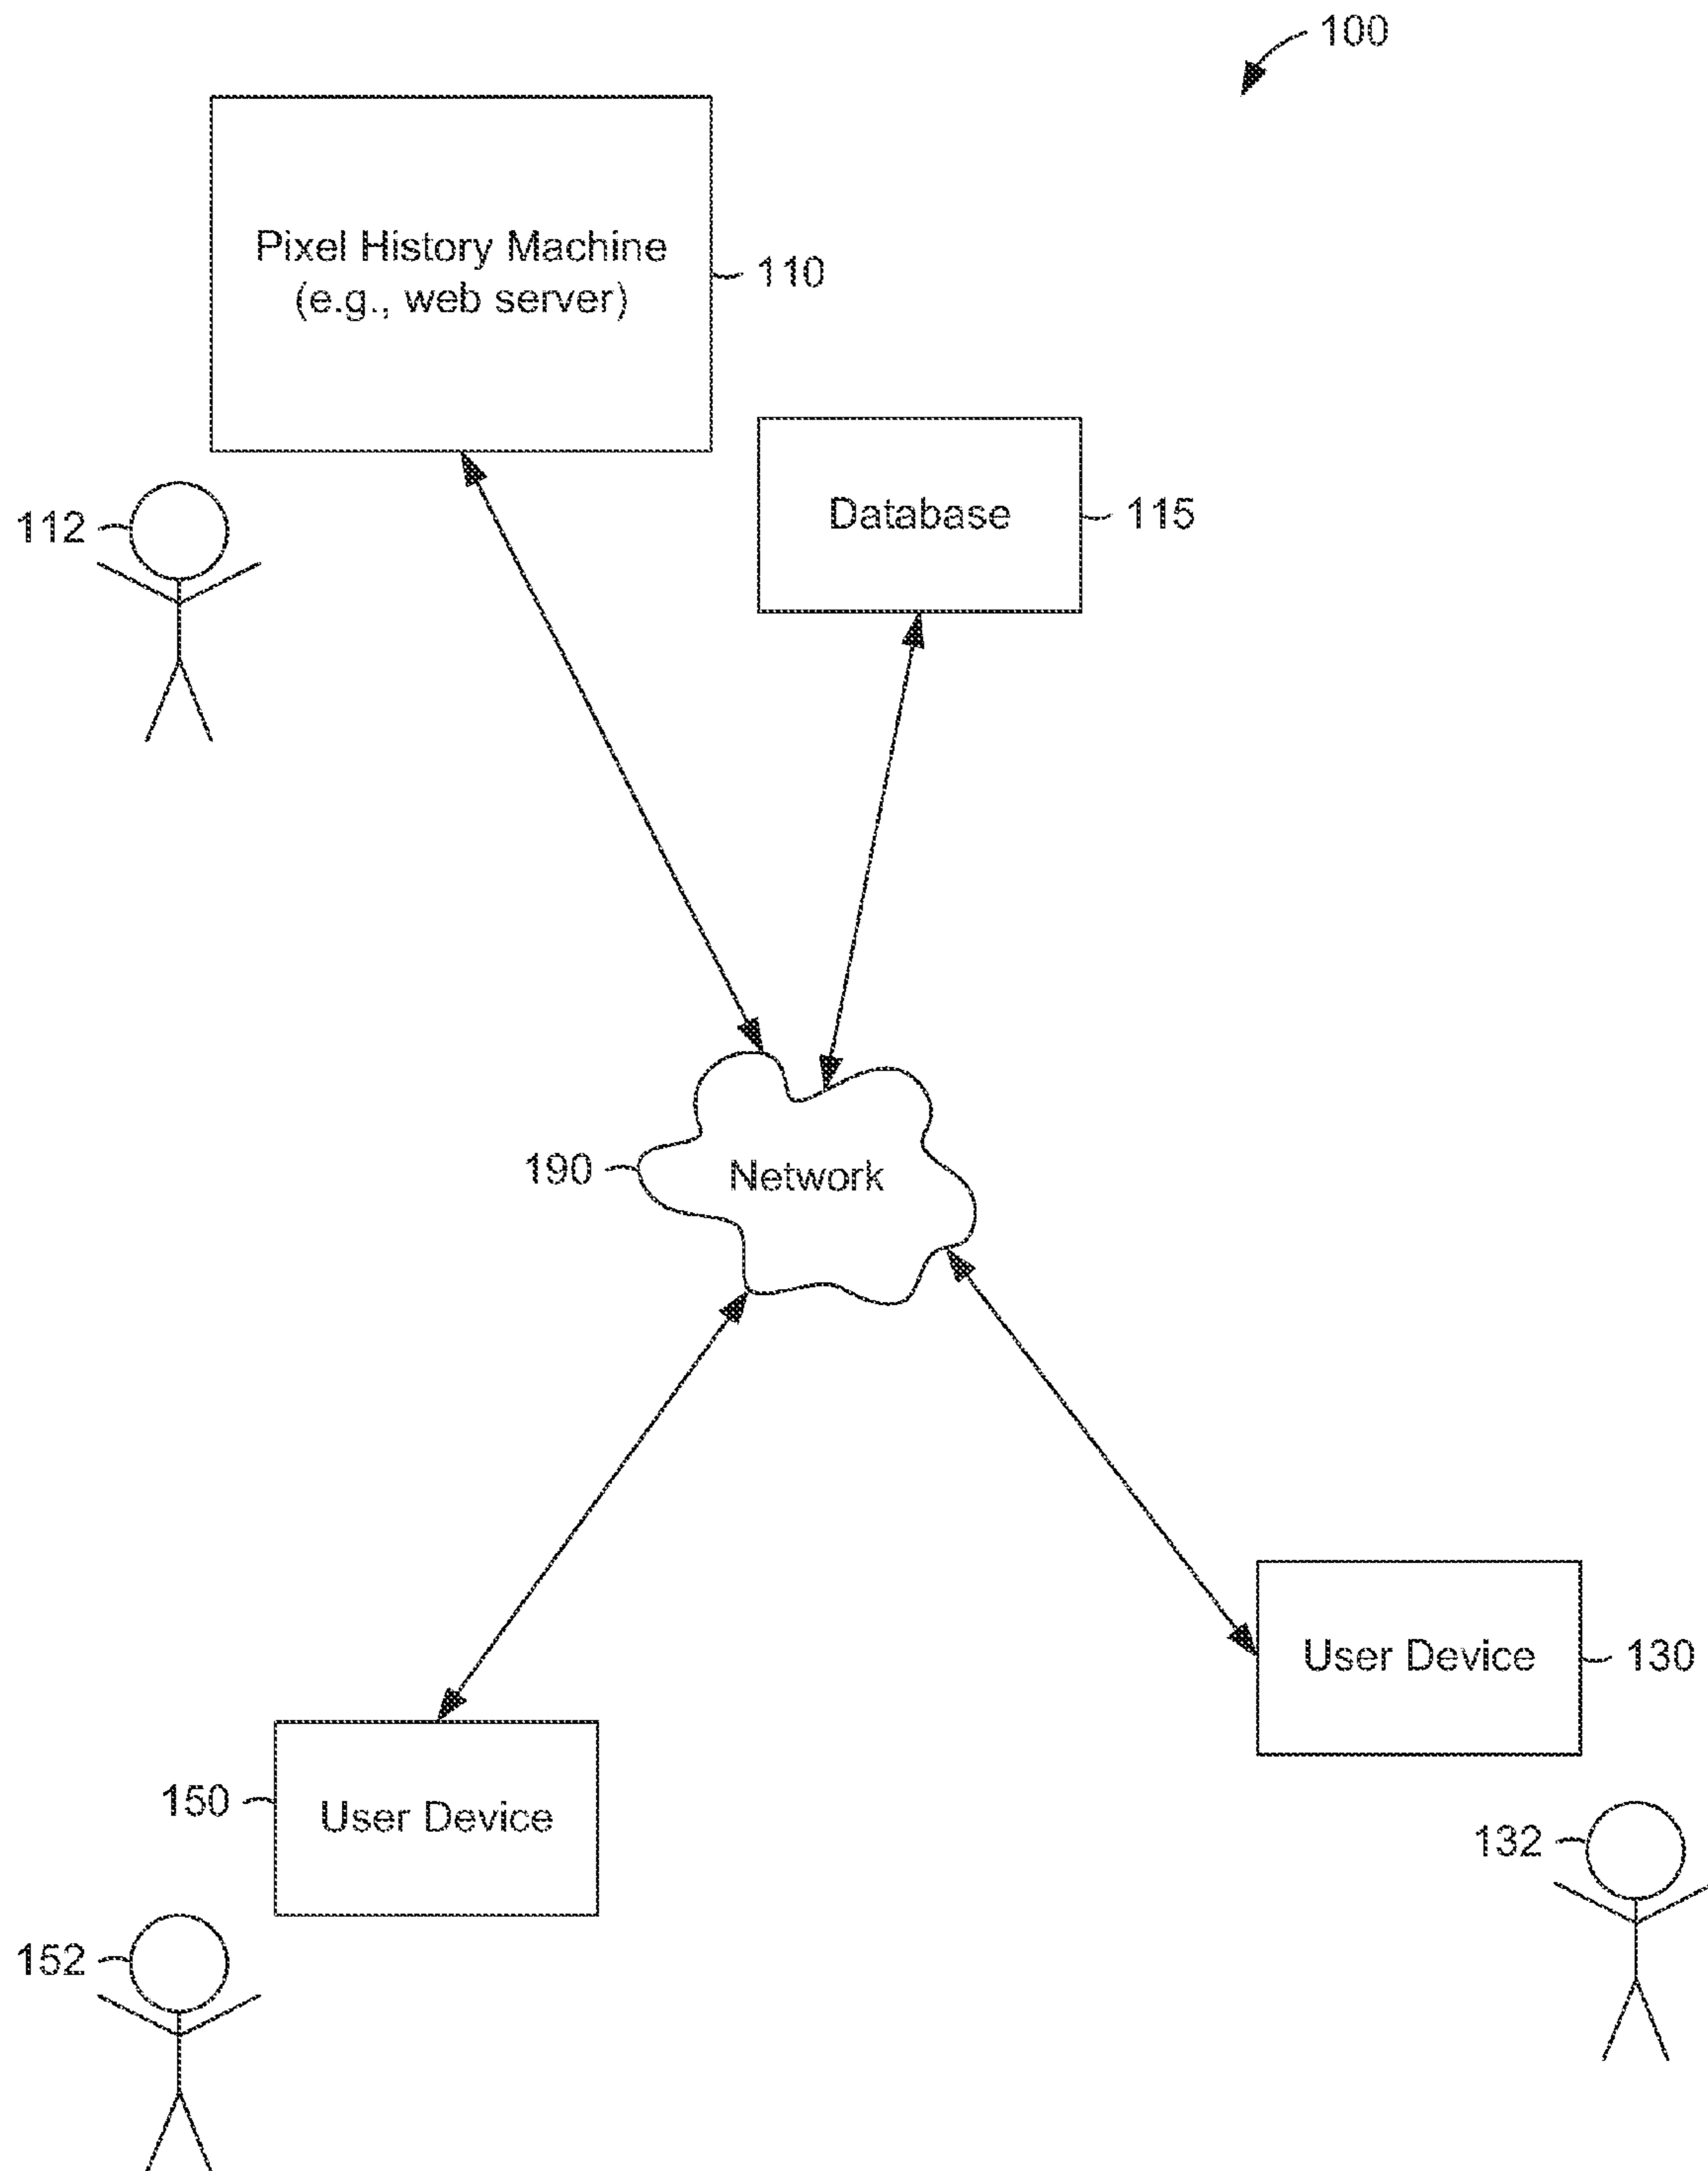 100
Pixel History Machine
(e.g., web server)
110
112
Database
115
190
Network
User Device
130
150
User Device
132
152